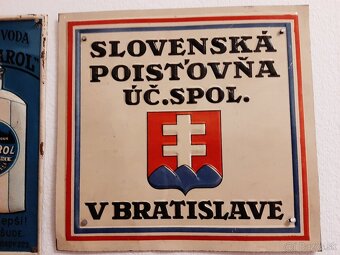 VODA
SLOVENSKÁ
POISŤOVŇA
ÚČ. SPOL.
V BRATISLAVE